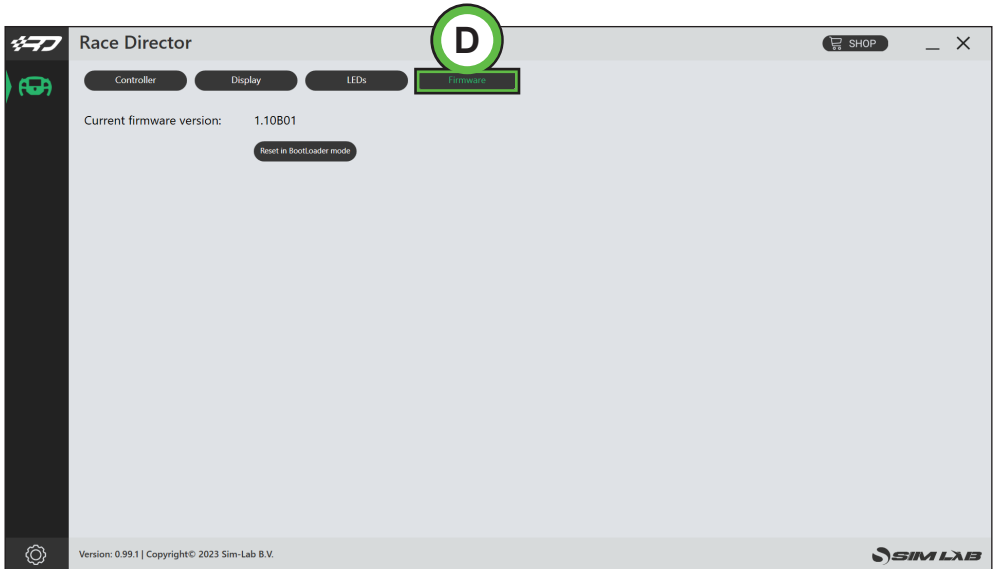 D
Race Director
SHOP
Controller Display LEDs Firmware
Current firmware version: 1.10B01
Reset in BootLoader mode
Version: 0.99.1 | Copyright© 2023 Sim-Lab B.V.
SIM LAB